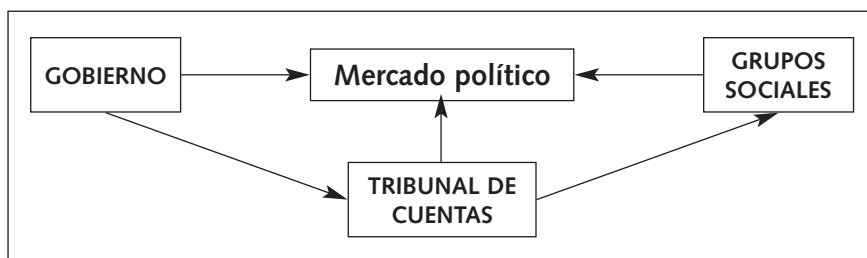 GOBIERNO
Mercado político
GRUPOS
SOCIALES
TRIBUNAL DE
CUENTAS